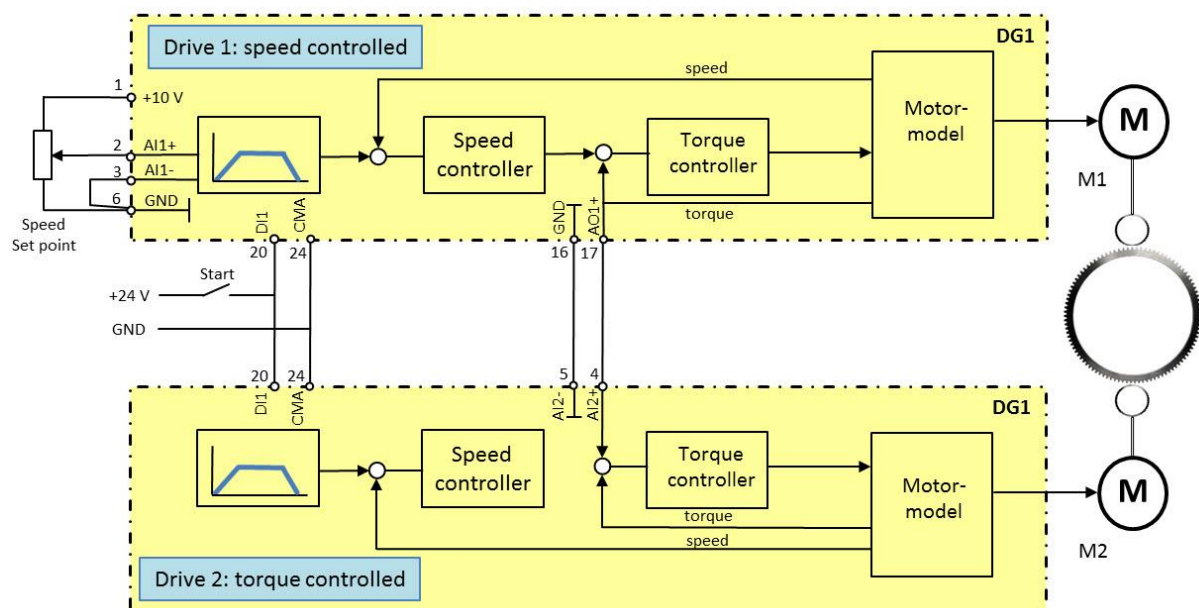 Drive 1: speed controlled
DG1
1
+10 V
speed
2
AI1+
3
AI1-
6
GND
Speed
Set point
Speed
controller
Torque
controller
Motor-
model
torque
M
M1
DI1
CMA
GND
AO1+
20
24
16
17
Start
+24 V
GND
20
24
5
4
DI1
CMA
AI2-
AI2+
DG1
Speed
controller
Torque
controller
Motor-
model
torque
speed
M
M2
Drive 2: torque controlled